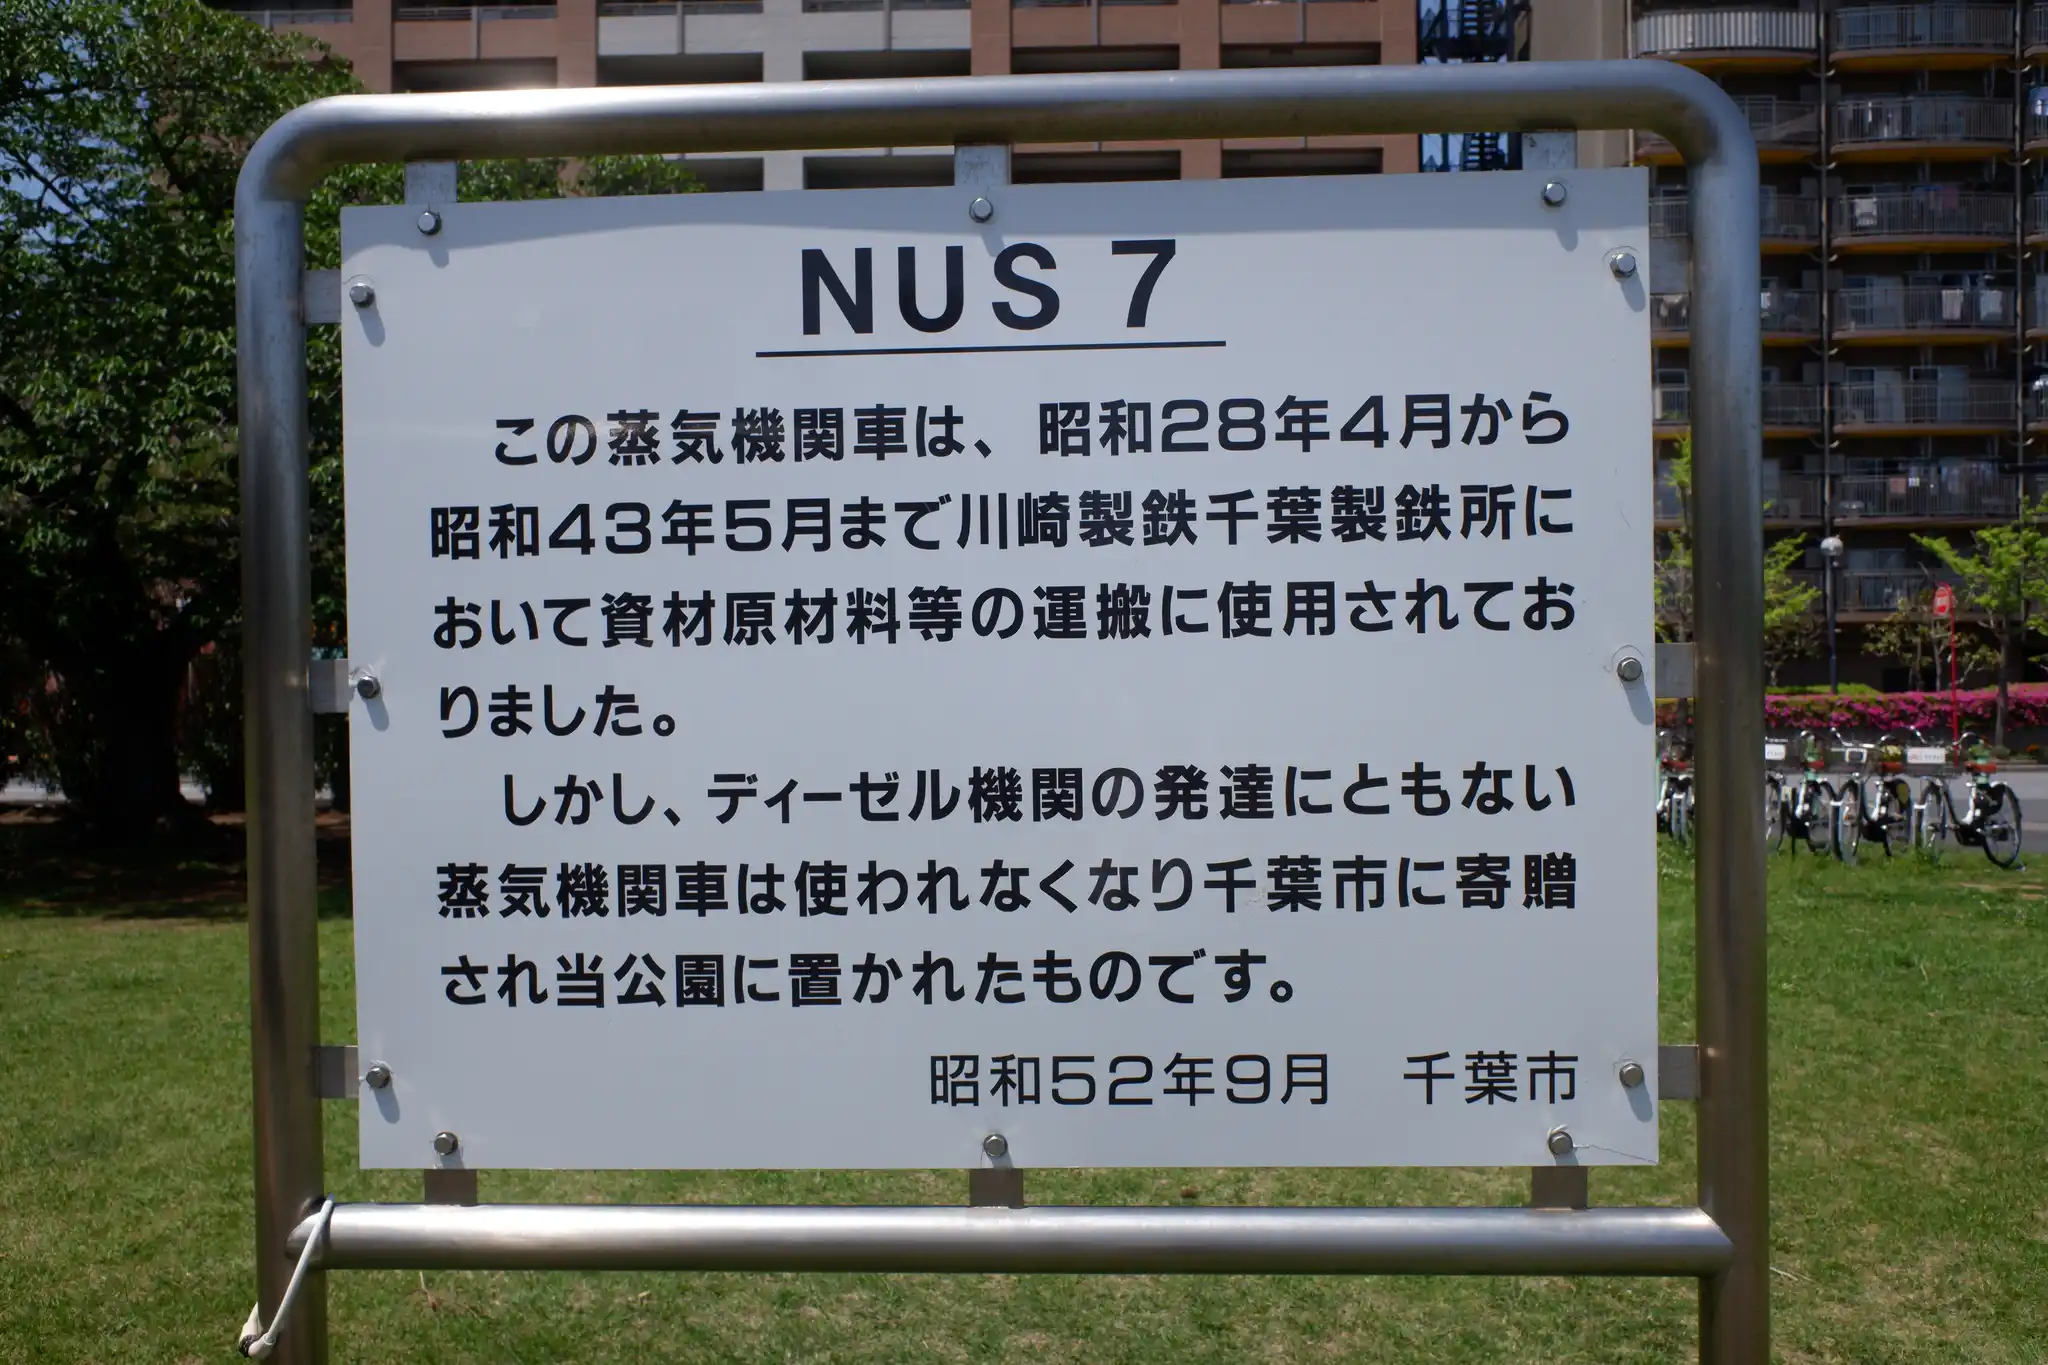 NUS 7
この蒸気機関車は、昭和28年4月から
昭和43年5月まで川崎製鉄千葉製鉄所に
おいて資材原材料等の運搬に使用されてお
りました。
しかし、ディーゼル機関の発達にともない
蒸気機関車は使われなくなり千葉市に寄贈
され当公園に置かれたものです。
昭和52年9月　千葉市